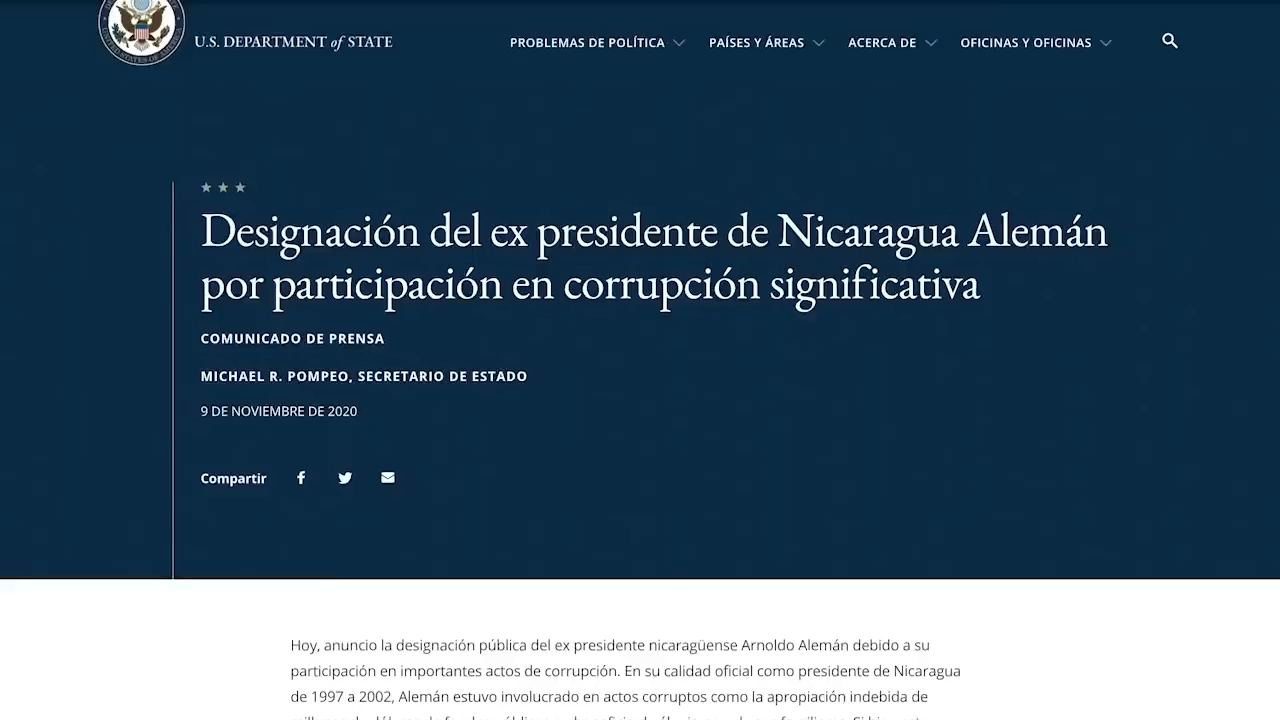 U.S. DEPARTMENT of STATE
PROBLEMAS DE POLÍTICA PAÍSES Y ÁREAS ACERCA DE OFICINAS Y OFICINAS
Designación del ex presidente de Nicaragua Alemán
por participación en corrupción significativa
COMUNICADO DE PRENSA
MICHAEL R. POMPEO, SECRETARIO DE ESTADO
9 DE NOVIEMBRE DE 2020
Compartir
Hoy, anuncio la designación pública del ex presidente nicaragüense Arnoldo Alemán debido a su
participación en importantes actos de corrupción. En su calidad oficial como presidente de Nicaragua
de 1997 a 2002, Alemán estuvo involucrado en actos corruptos como la apropiación indebida de